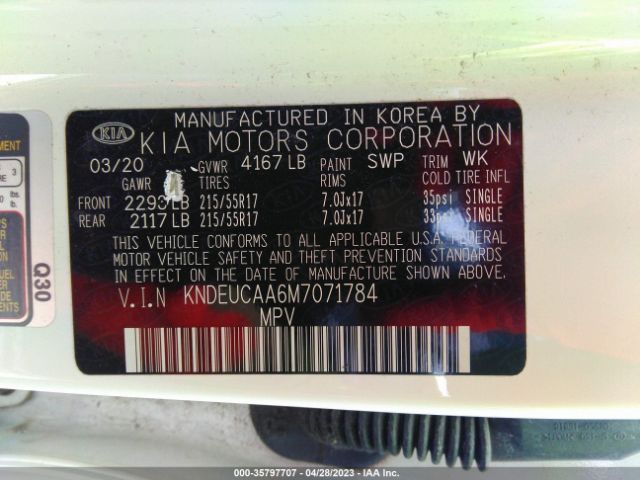 MANUFACTURED IN KOREA BY
KIA KIA MOTORS CORPORATION
03/20 GVWR 4167 LB PAINT SWP TRIM WK
GAWR TIRES RIMS COLD TIRE INFL
FRONT 2293LB 215/55R17 7.0Jx17 35psi SINGLE
REAR 2117LB 215/55R17 7.0Jx17 33psi SINGLE
THIS VEHICLE CONFORMS TO ALL APPLICABLE U.S.A. FEDERAL
MOTOR VEHICLE SAFETY AND THEFT PREVENTION STANDARDS
IN EFFECT ON THE DATE OF MANUFACTURE SHOWN ABOVE.
V.I.N KNDEUCAA6M7071784
MPV
Q30
000-35797707 - 04/28/2023 - IAA Inc.